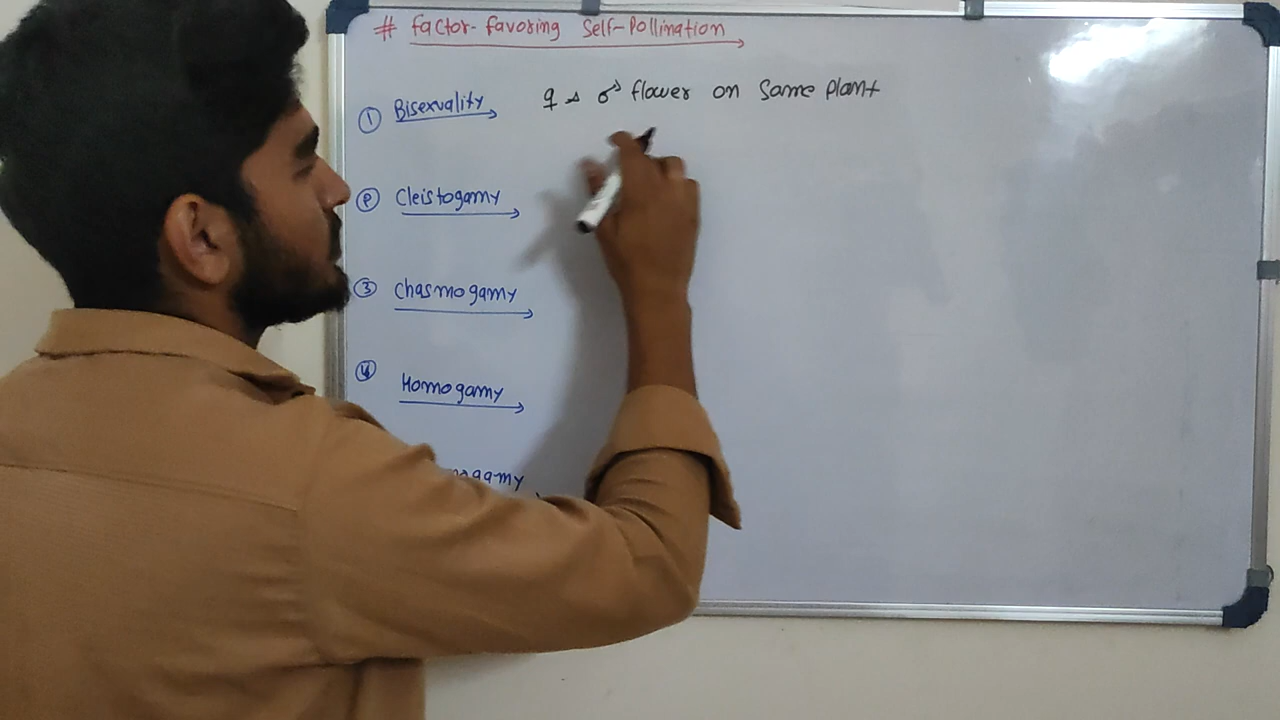 # factor-favoring Self-Pollination
① Bisexuality ♀ & ♂ flower on Same plant
② Cleistogamy
③ Chasmogamy
④ Homogamy